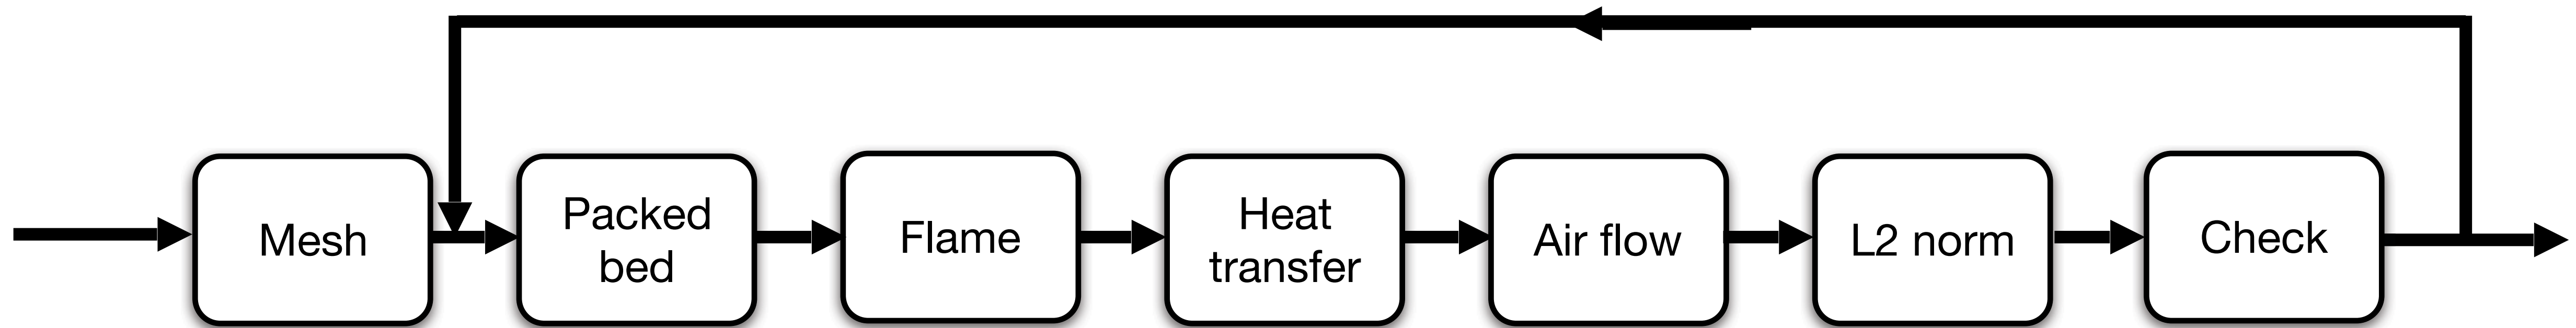 Mesh
Packed
bed
Flame
Heat
transfer
Air flow
L2 norm
Check